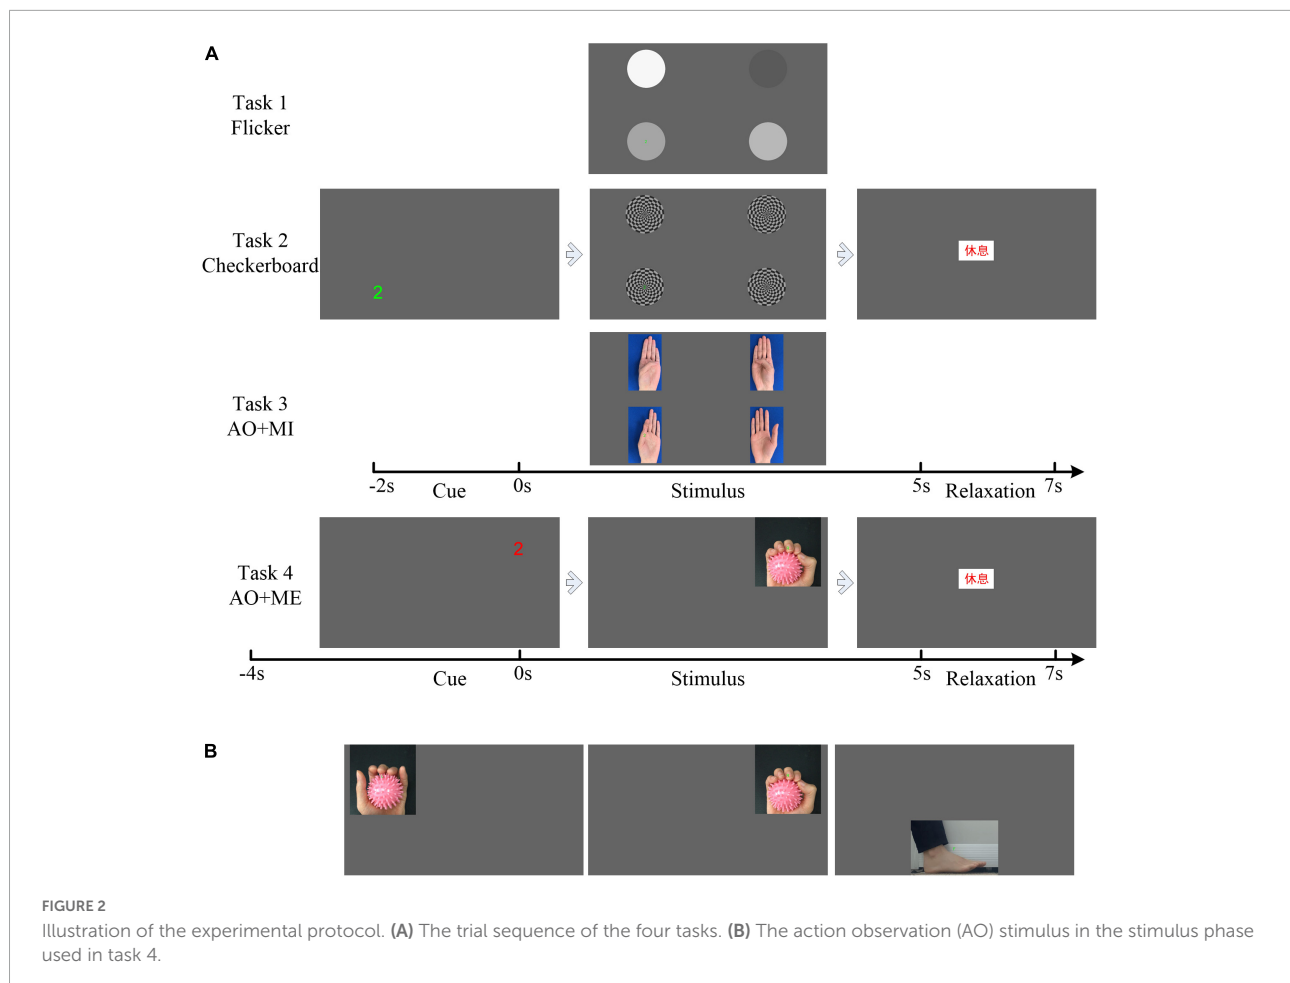 A
Task 1
Flicker
Task 2
Checkerboard
2
休息
Task 3
AO+MI
-2s Cue 0s Stimulus 5s Relaxation 7s
Task 4
AO+ME
2
休息
-4s Cue 0s Stimulus 5s Relaxation 7s
B
FIGURE 2
Illustration of the experimental protocol. (A) The trial sequence of the four tasks. (B) The action observation (AO) stimulus in the stimulus phase
used in task 4.